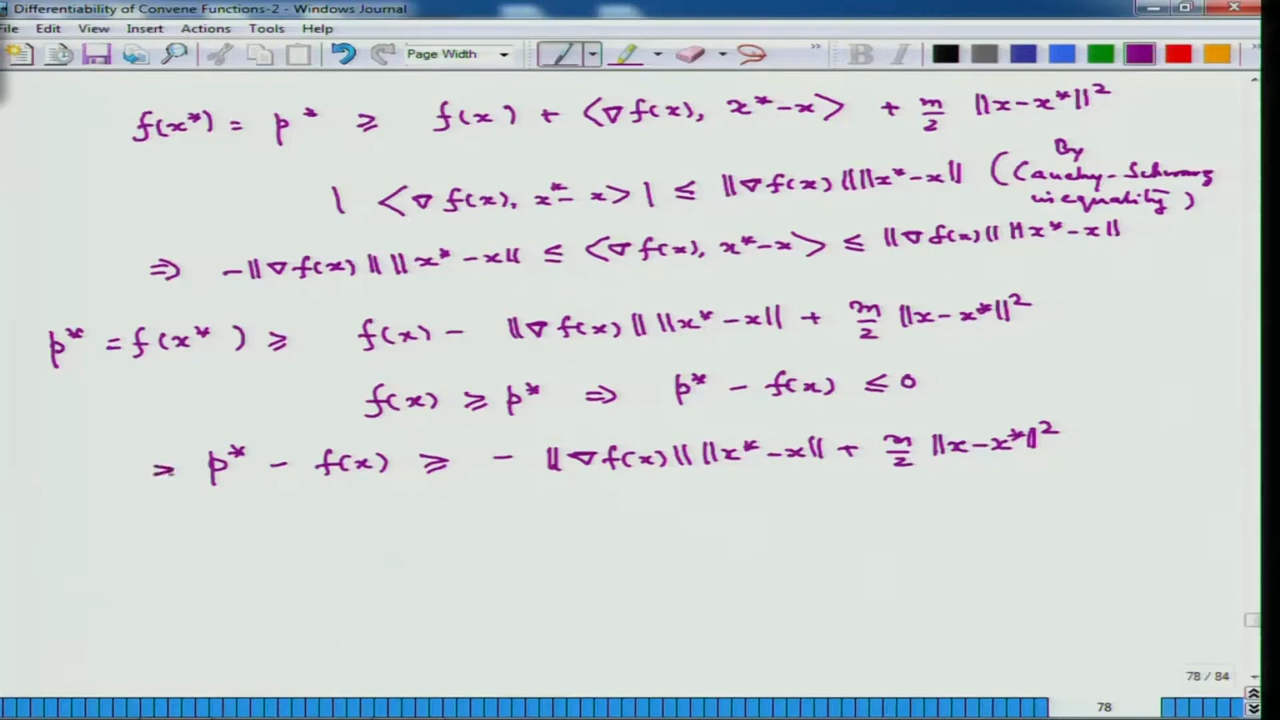 Differentiability of Convene Functions-2 - Windows Journal
File Edit View Insert Actions Tools Help
Page Width
f(x*) = p* ≥ f(x) + <∇f(x), x*-x> + m/2 ||x-x*||²
| <∇f(x), x*-x> | ≤ ||∇f(x)|| ||x*-x|| (By Cauchy-Schwarz inequality)
⇒ -||∇f(x)|| ||x*-x|| ≤ <∇f(x), x*-x> ≤ ||∇f(x)|| ||x*-x||
p* = f(x*) ≥ f(x) - ||∇f(x)|| ||x*-x|| + m/2 ||x-x*||²
f(x) ≥ p* ⇒ p* - f(x) ≤ 0
⇒ p* - f(x) ≥ - ||∇f(x)|| ||x*-x|| + m/2 ||x-x*||²
78 / 84
78